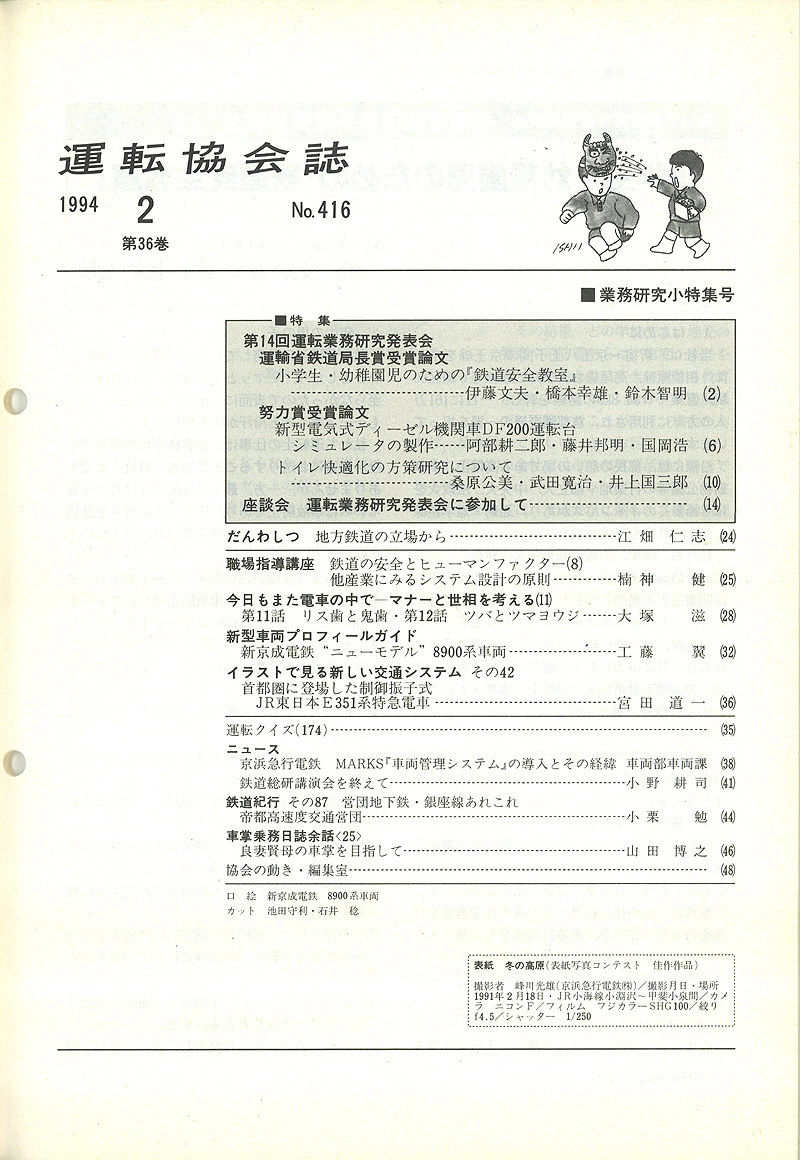 運転協会誌
1994 2 No.416
第36巻
ISHII
■業務研究小特集号
■特集
第14回運転業務研究発表会
運輸省鉄道局長賞受賞論文
小学生・幼稚園児のための『鉄道安全教室』
伊藤文夫・橋本幸雄・鈴木智明 (2)
努力賞受賞論文
新型電気式ディーゼル機関車DF200運転台
シミュレータの製作……阿部耕二郎・藤井邦明・国岡浩 (6)
トイレ快適化の方策研究について
桑原公美・武田寛治・井上国三郎 (10)
座談会 運転業務研究発表会に参加して (14)
だんわしつ 地方鉄道の立場から 江畑仁志 (24)
職場指導講座 鉄道の安全とヒューマンファクター(8)
他産業にみるシステム設計の原則 楠神健 (25)
今日もまた電車の中で―マナーと世相を考える(11)
第11話 リス歯と鬼歯・第12話 ツバとツマヨウジ 大塚滋 (28)
新型車両プロフィールガイド
新京成電鉄“ニューモデル”8900系車両 工藤翼 (32)
イラストで見る新しい交通システム その42
首都圏に登場した制御振子式
JR東日本E351系特急電車 宮田道一 (36)
運転クイズ(174) (35)
ニュース
京浜急行電鉄 MARKS『車両管理システム』の導入とその経緯 車両部車両課 (38)
鉄道総研講演会を終えて 小野耕司 (41)
鉄道紀行 その87 営団地下鉄・銀座線あれこれ
帝都高速度交通営団 小栗勉 (44)
車掌乗務日誌余話〈25〉
良妻賢母の車掌を目指して 山田博之 (46)
協会の動き・編集室 (48)
口絵 新京成電鉄 8900系車両
カット 池田守利・石井稔
表紙 冬の高原(表紙写真コンテスト 佳作作品)
撮影者 峰川光雄(京浜急行電鉄㈱)/撮影月日・場所
1991年2月18日・JR小海線小淵沢〜甲斐小泉間/カメ
ラ ニコンF/フィルム フジカラーSHG100/絞り
f4.5/シャッター 1/250